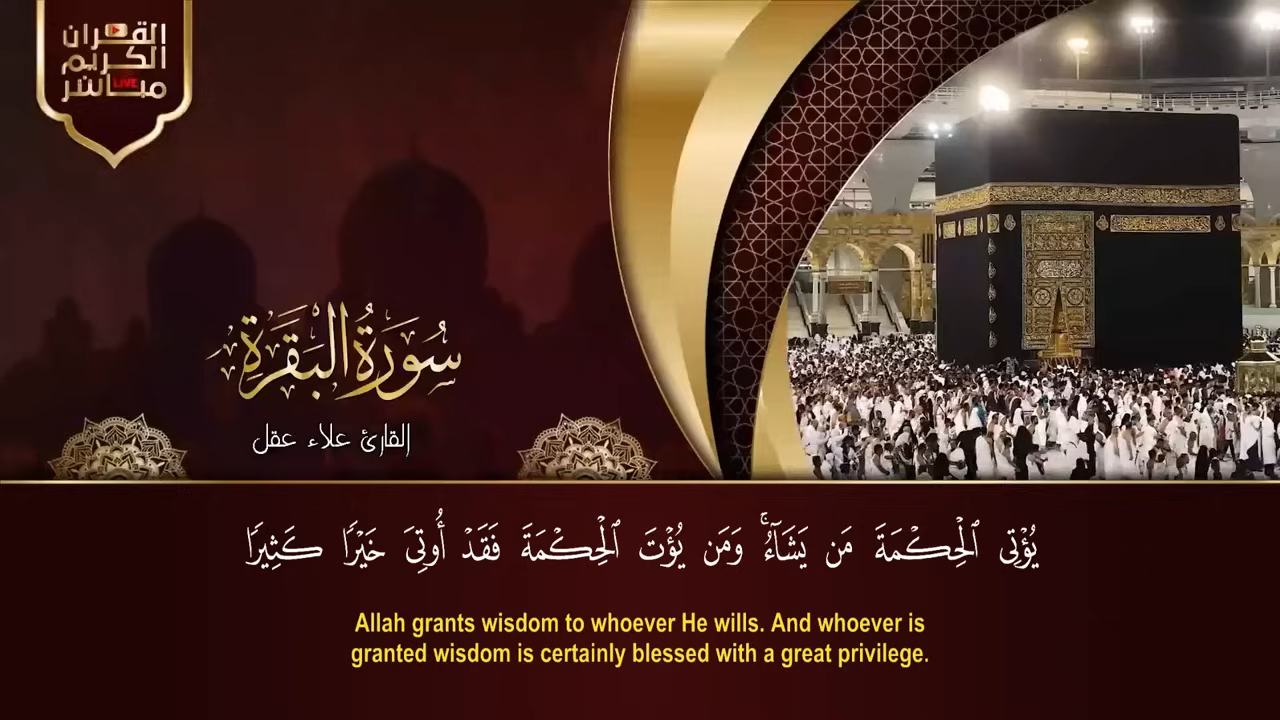 القرآن
الكريم
مباشر
LIVE
سُورَةُ البَقَرَةِ
القارئ علاء عقل
يُؤْتِى ٱلْحِكْمَةَ مَن يَشَآءُ ۚ وَمَن يُؤْتَ ٱلْحِكْمَةَ فَقَدْ أُوتِىَ خَيْرًا كَثِيرًا
Allah grants wisdom to whoever He wills. And whoever is
granted wisdom is certainly blessed with a great privilege.